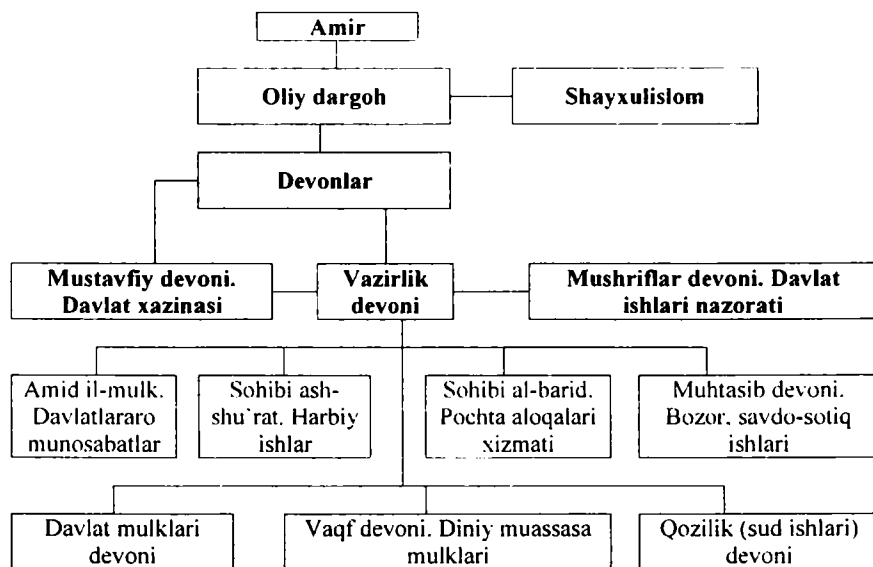 Amir
Oliy dargoh
Shayxulislom
Devonlar
Mustavfiy devoni.
Davlat xazinasi
Vazirlik
devoni
Mushriflar devoni. Davlat
ishlari nazorati
Amid il-mulk.
Davlatlararo
munosabatlar
Sohibi ash-
shu`rat. Harbiy
ishlar
Sohibi al-barid.
Pochta aloqalari
xizmati
Muhtasib devoni.
Bozor, savdo-sotiq
ishlari
Davlat mulklari
devoni
Vaqf devoni. Diniy muassasa
mulklari
Qozilik (sud ishlari)
devoni